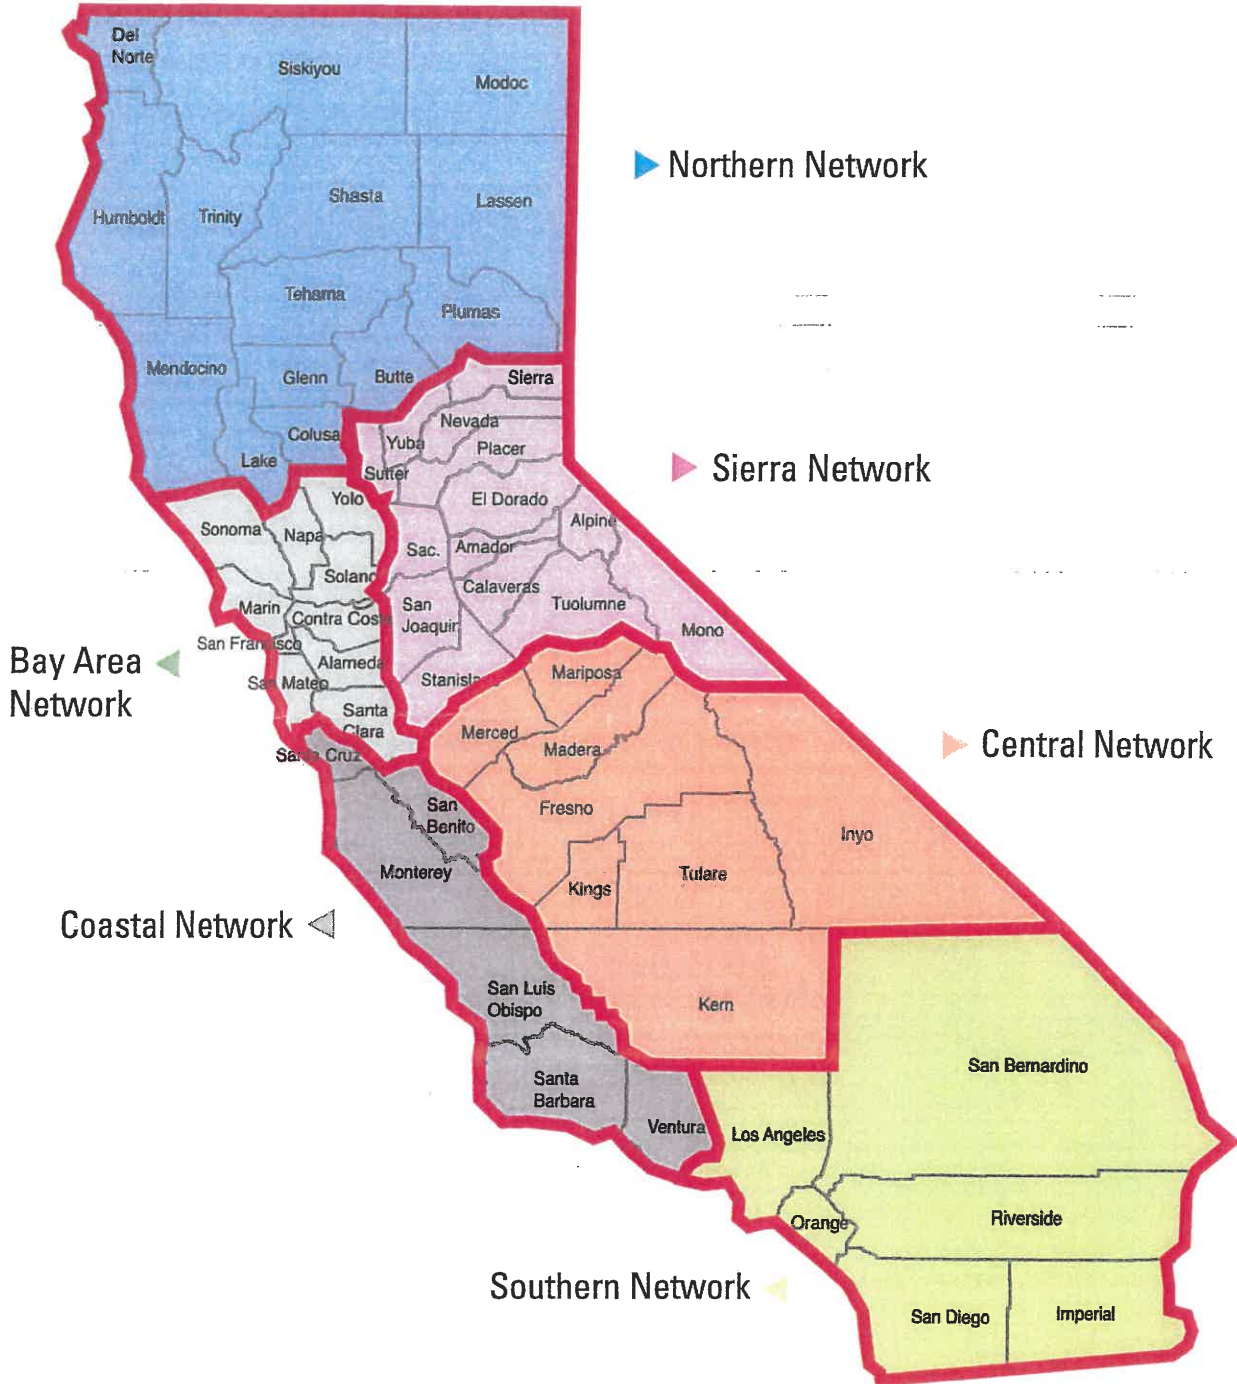 Del
Norte
Siskiyou
Modoc
Northern Network
Shasta
Lassen
Humboldt
Trinity
Tehama
Plumas
Mendocino
Glenn
Butte
Sierra
Nevada
Colusa
Yuba
Placer
Lake
Sutter
Sierra Network
Yolo
El Dorado
Sonoma
Napa
Alpine
Sac.
Amador
Solano
Calaveras
Marin
San
Joaquin
Tuolumne
Contra Costa
Mono
San Francisco
Bay Area
Network
Alameda
Mariposa
Stanislaus
San Mateo
Santa
Clara
Merced
Madera
Central Network
Santa Cruz
San
Benito
Fresno
Inyo
Monterey
Kings
Tulare
Coastal Network
San Luis
Obispo
Kern
San Bernardino
Santa
Barbara
Ventura
Los Angeles
Orange
Riverside
Southern Network
San Diego
Imperial